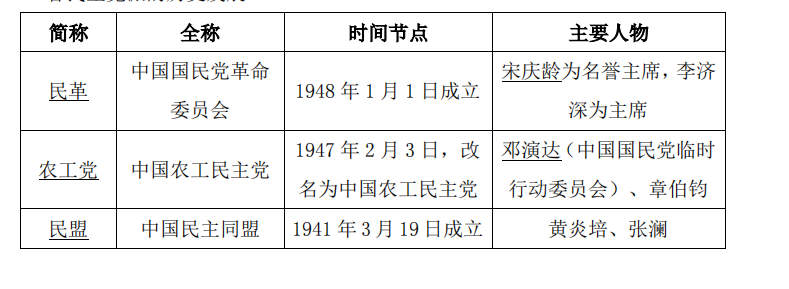 简称 全称 时间节点 主要人物
民革 中国国民党革命委员会 1948 年 1 月 1 日成立 宋庆龄为名誉主席，李济深为主席
农工党 中国农工民主党 1947 年 2 月 3 日，改名为中国农工民主党 邓演达（中国国民党临时行动委员会）、章伯钧
民盟 中国民主同盟 1941 年 3 月 19 日成立 黄炎培、张澜